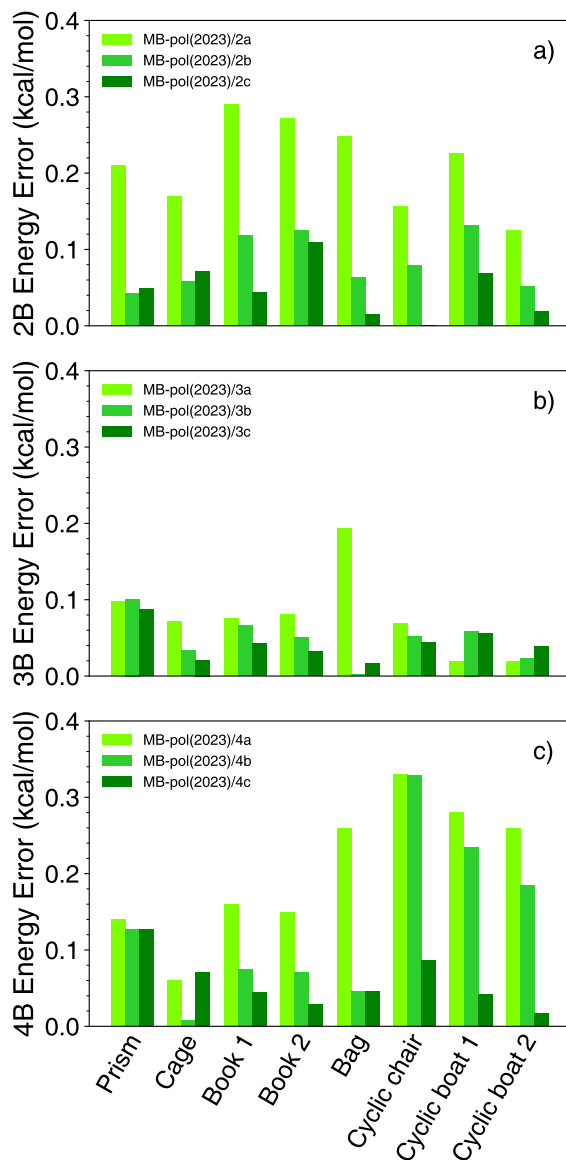 0.4
MB-pol(2023)/2a
MB-pol(2023)/2b
MB-pol(2023)/2c
a)
0.3
0.2
0.1
0.0
2B Energy Error (kcal/mol)
0.4
MB-pol(2023)/3a
MB-pol(2023)/3b
MB-pol(2023)/3c
b)
0.3
0.2
0.1
0.0
3B Energy Error (kcal/mol)
0.4
MB-pol(2023)/4a
MB-pol(2023)/4b
MB-pol(2023)/4c
c)
0.3
0.2
0.1
0.0
4B Energy Error (kcal/mol)
Prism
Cage
Book 1
Book 2
Bag
Cyclic chair
Cyclic boat 1
Cyclic boat 2